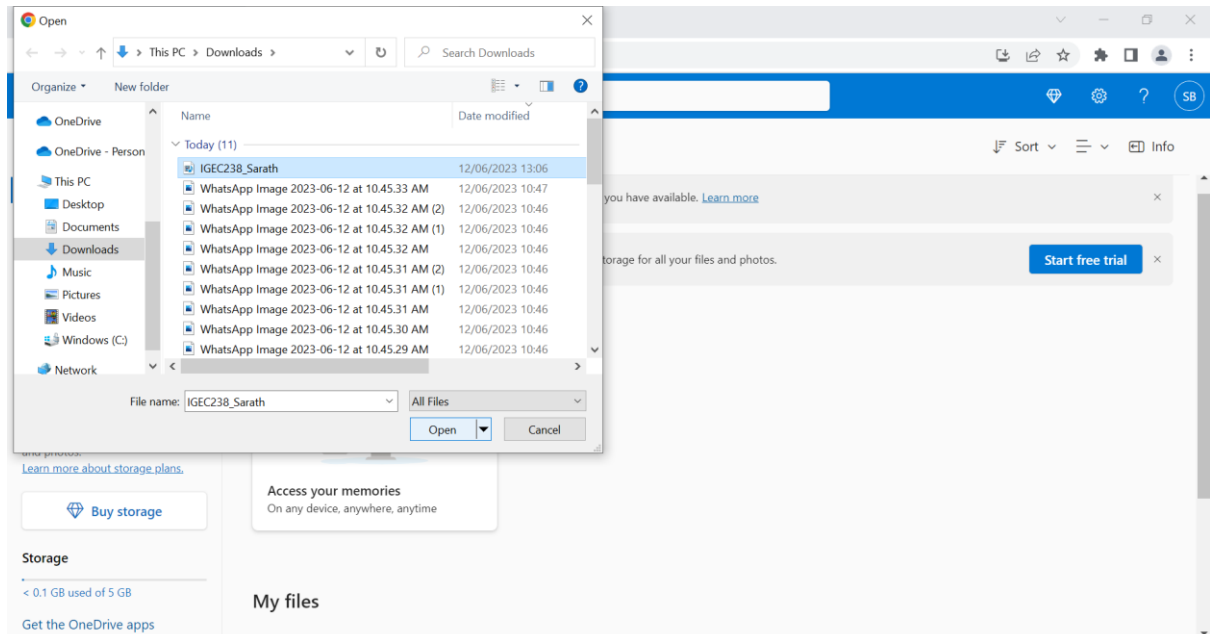 Open
This PC > Downloads >
Search Downloads
Organize
New folder
OneDrive
OneDrive - Person
This PC
Desktop
Documents
Downloads
Music
Pictures
Videos
Windows (C:)
Network
Name Date modified
Today (11)
IGEC238_Sarath 12/06/2023 13:06
WhatsApp Image 2023-06-12 at 10.45.33 AM 12/06/2023 10:47
WhatsApp Image 2023-06-12 at 10.45.32 AM (2) 12/06/2023 10:46
WhatsApp Image 2023-06-12 at 10.45.32 AM (1) 12/06/2023 10:46
WhatsApp Image 2023-06-12 at 10.45.32 AM 12/06/2023 10:46
WhatsApp Image 2023-06-12 at 10.45.31 AM (2) 12/06/2023 10:46
WhatsApp Image 2023-06-12 at 10.45.31 AM (1) 12/06/2023 10:46
WhatsApp Image 2023-06-12 at 10.45.31 AM 12/06/2023 10:46
WhatsApp Image 2023-06-12 at 10.45.30 AM 12/06/2023 10:46
WhatsApp Image 2023-06-12 at 10.45.29 AM 12/06/2023 10:46
File name: IGEC238_Sarath
All Files
Open
Cancel
SB
Sort
Info
you have available. Learn more
torage for all your files and photos.
Start free trial
Learn more about storage plans.
Buy storage
Storage
< 0.1 GB used of 5 GB
Get the OneDrive apps
Access your memories
On any device, anywhere, anytime
My files